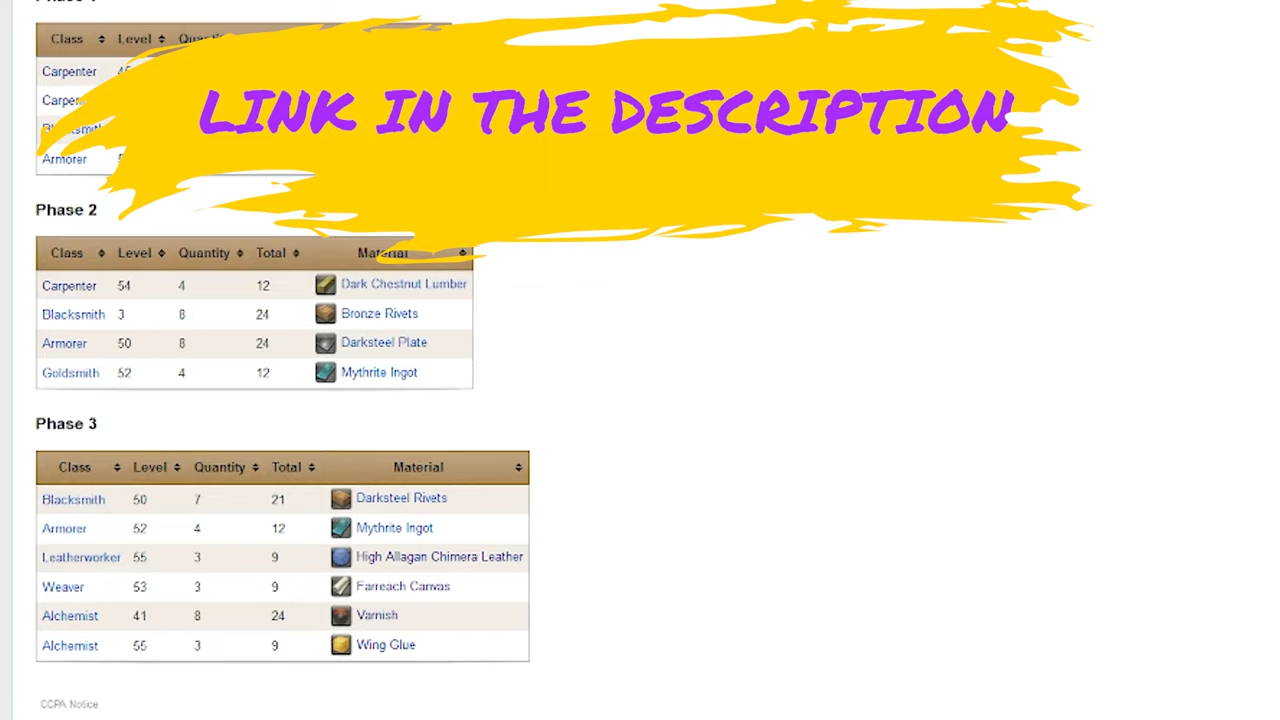 Class Level
Carpenter
LINK IN THE DESCRIPTION
Armorer
Phase 2
Class Level Quantity Total Material
Carpenter 54 4 12 Dark Chestnut Lumber
Blacksmith 3 8 24 Bronze Rivets
Armorer 50 8 24 Darksteel Plate
Goldsmith 52 4 12 Mythrite Ingot
Phase 3
Class Level Quantity Total Material
Blacksmith 50 7 21 Darksteel Rivets
Armorer 52 4 12 Mythrite Ingot
Leatherworker 55 3 9 High Allagan Chimera Leather
Weaver 53 3 9 Farreach Canvas
Alchemist 41 8 24 Varnish
Alchemist 55 3 9 Wing Glue
CCPA Notice